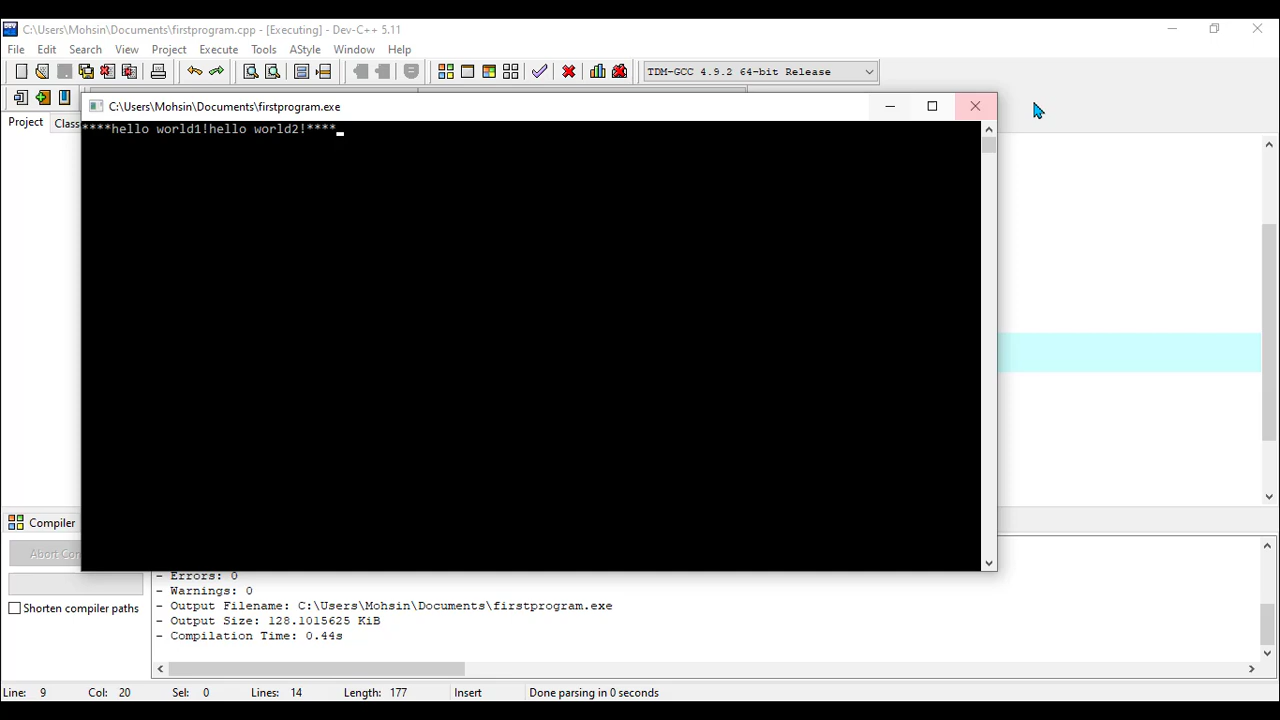 C:\Users\Mohsin\Documents\firstprogram.cpp - [Executing] - Dev-C++ 5.11
File Edit Search View Project Execute Tools AStyle Window Help
TDM-GCC 4.9.2 64-bit Release
C:\Users\Mohsin\Documents\firstprogram.exe
Project Class
****hello world1!hello world2!****
Compiler
Abort Con
- Errors: 0
- Warnings: 0
Shorten compiler paths - Output Filename: C:\Users\Mohsin\Documents\firstprogram.exe
- Output Size: 128.1015625 KiB
- Compilation Time: 0.44s
Line: 9 Col: 20 Sel: 0 Lines: 14 Length: 177 Insert Done parsing in 0 seconds